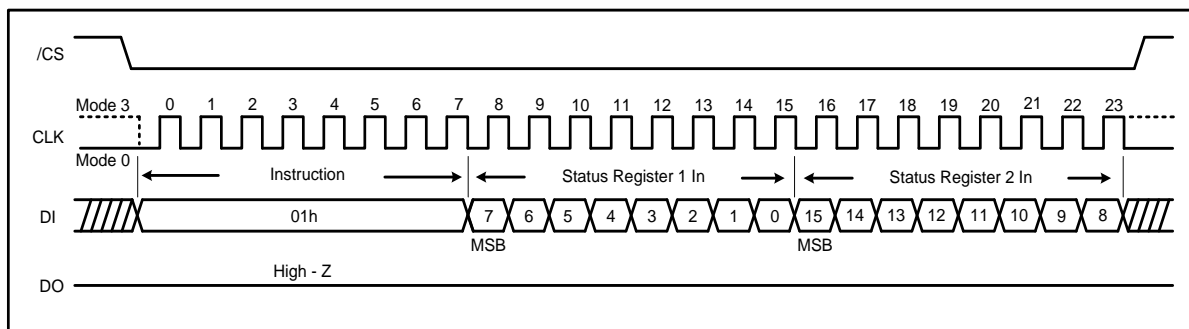 /CS
Mode 3 0 1 2 3 4 5 6 7 8 9 10 11 12 13 14 15 16 17 18 19 20 21 22 23
CLK
Mode 0
Instruction Status Register 1 In Status Register 2 In
DI 01h 7 6 5 4 3 2 1 0 15 14 13 12 11 10 9 8
MSB MSB
High - Z
DO